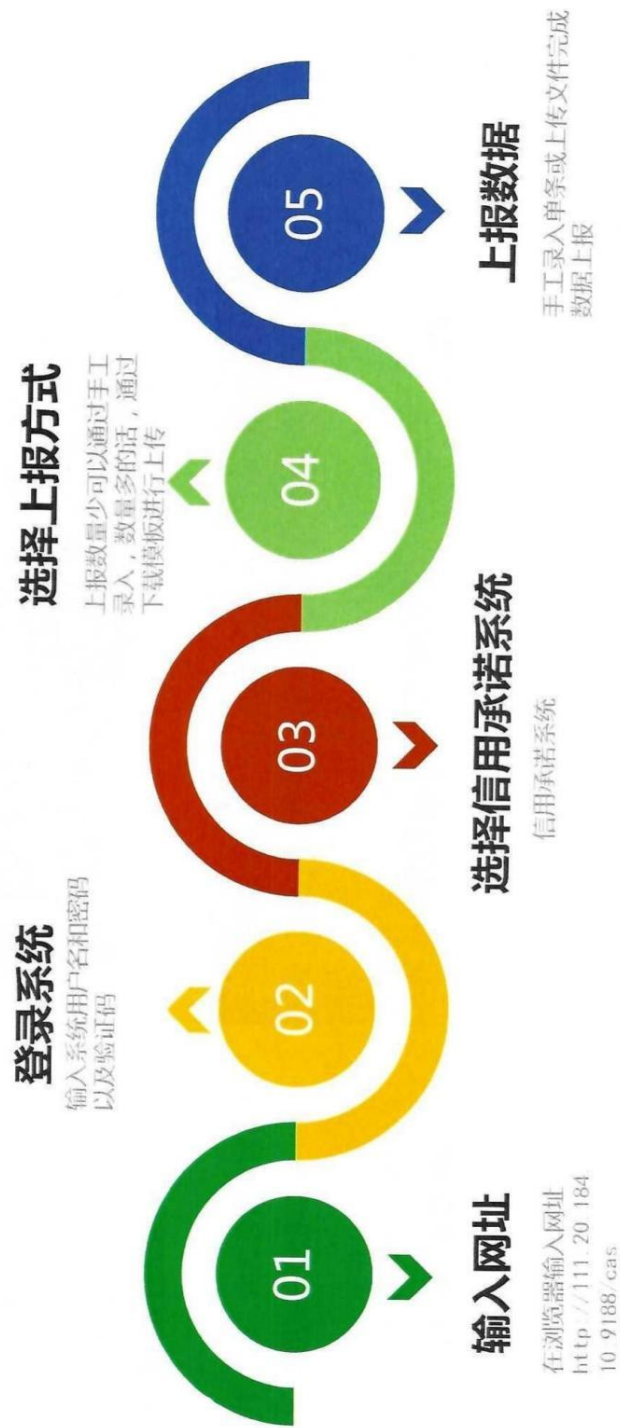 01
输入网址
在浏览器输入网址
http://111.20 184
10 9188/cas
02
登录系统
输入系统用户名和密码
以及验证码
03
选择信用承诺系统
信用承诺系统
04
选择上报方式
上报数量少可以通过手工
录入，数量多的话，通过
下载模板进行上传
05
上报数据
手工录入单条或上传文件完成
数据上报